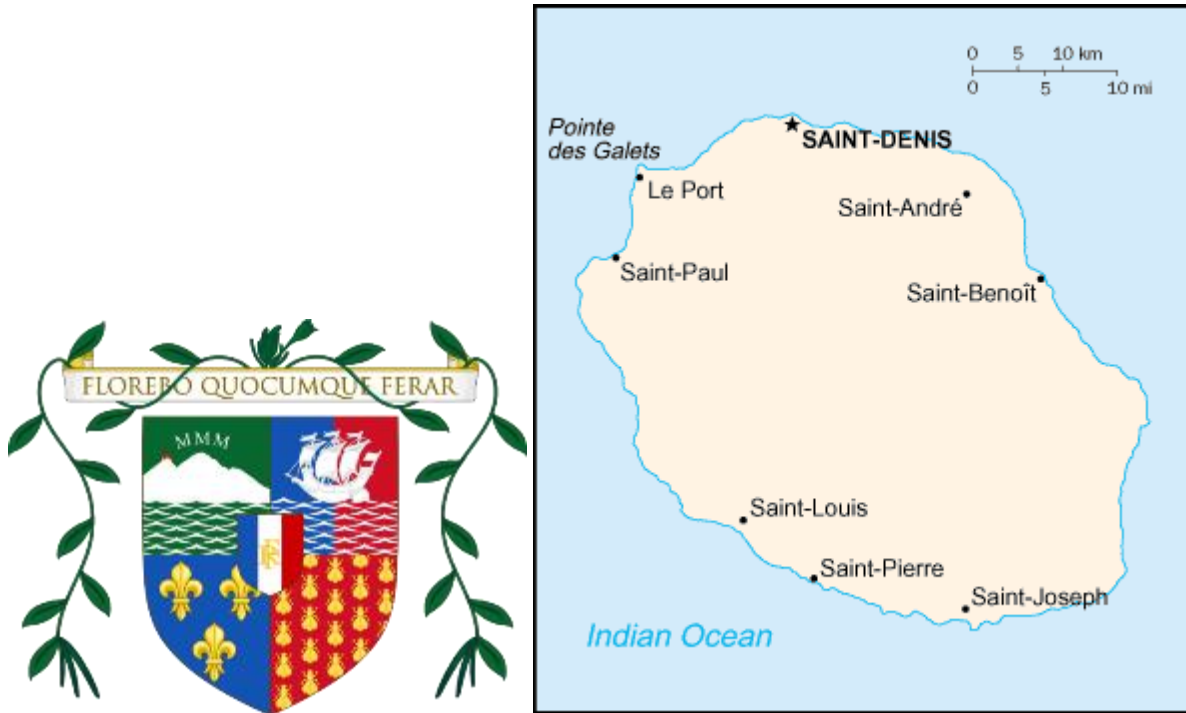 FLOREBO QUOCUMQUE FERAR
MMM
RF
0 5 10 km
0 5 10 mi
Pointe
des Galets
SAINT-DENIS
Le Port
Saint-André
Saint-Paul
Saint-Benoît
Saint-Louis
Saint-Pierre
Saint-Joseph
Indian Ocean